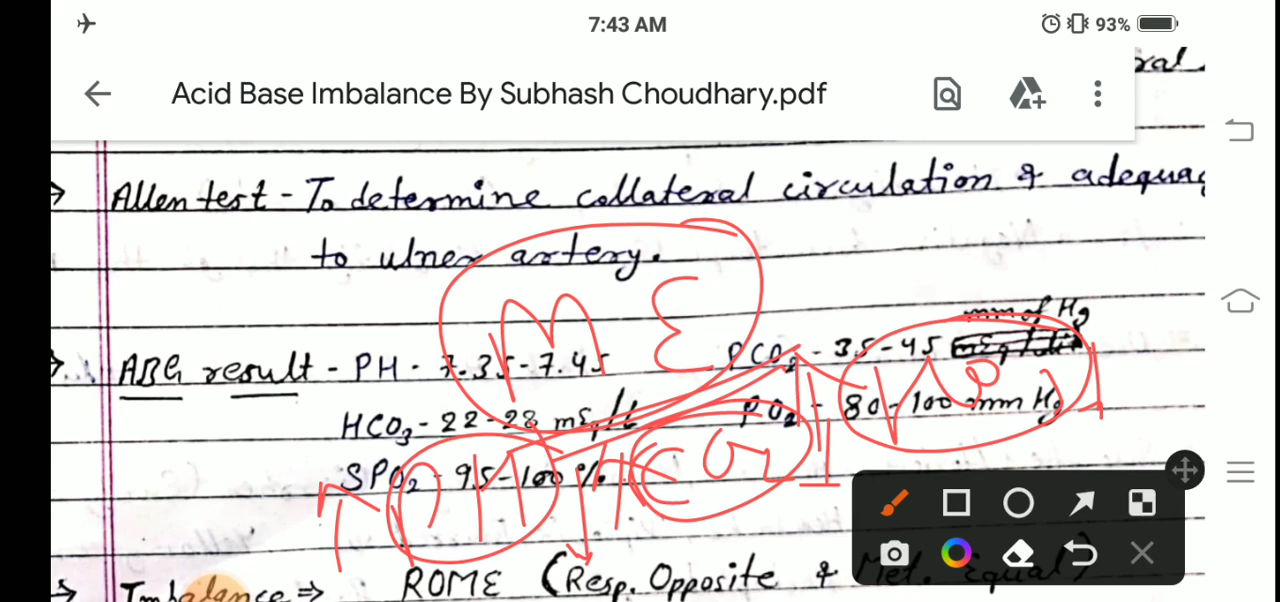 7:43 AM
93%
Acid Base Imbalance By Subhash Choudhary.pdf
Allen test - To determine collateral circulation & adequacy
to ulner artery.
ME
mm of Hg
ABG result - PH - 7.35-7.45 PCO2 - 35-45
HCO3 - 22-28 mEq/L PO2 - 80-100 mm Hg
SPO2 - 95-100 %
Imbalance => ROME (Resp. Opposite & Met. Equal)